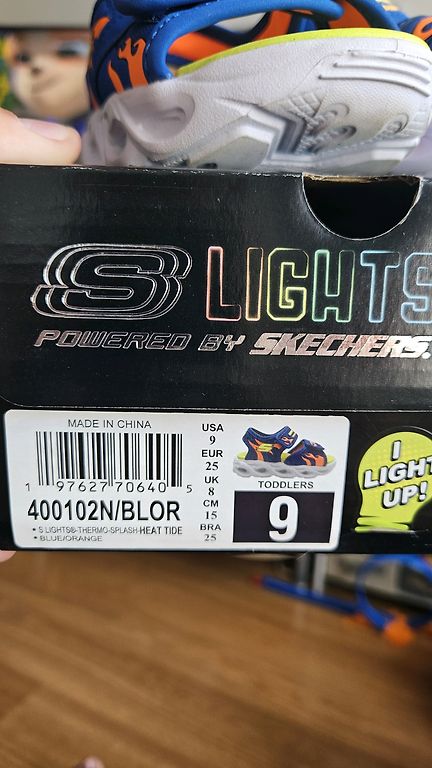 S LIGHTS
POWERED BY SKECHERS.
MADE IN CHINA
1 97627 70640 5
400102N/BLOR
• S LIGHTS®-THERMO-SPLASH-HEAT TIDE
• BLUE/ORANGE
USA
9
EUR
25
UK
8
CM
15
BRA
25
TODDLERS
9
I
LIGHT
UP!